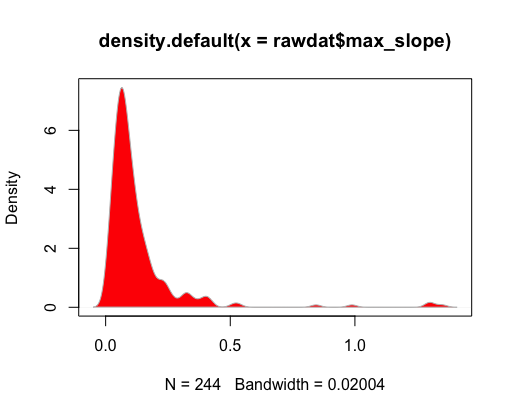 density.default(x = rawdat$max_slope)
Density
6
4
2
0
0.0 0.5 1.0
N = 244 Bandwidth = 0.02004